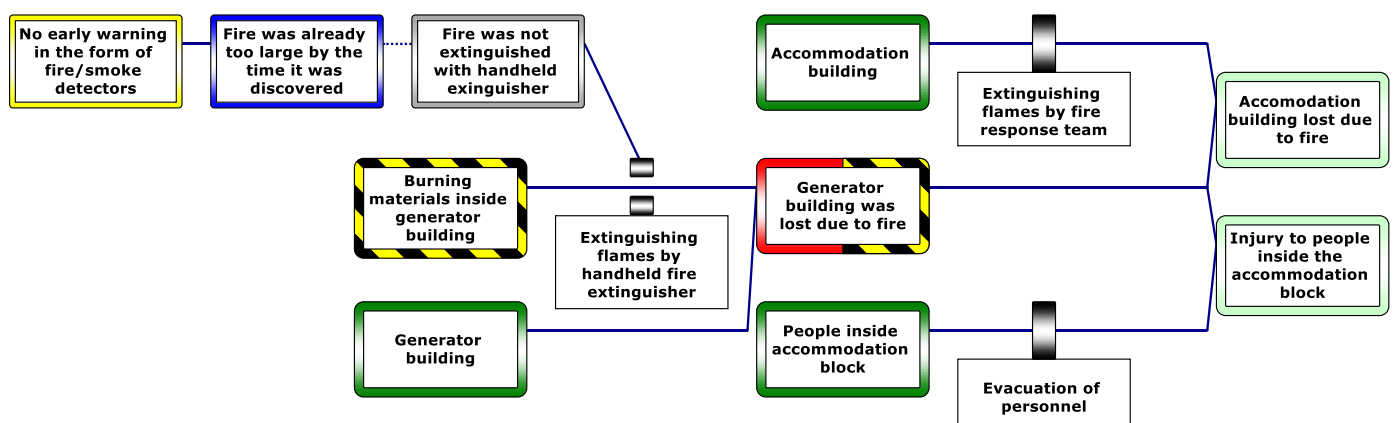 No early warning
in the form of
fire/smoke
detectors
Fire was already
too large by the
time it was
discovered
Fire was not
extinguished
with handheld
exinguisher
Accommodation
building
Extinguishing
flames by fire
response team
Accomodation
building lost due
to fire
Burning
materials inside
generator
building
Extinguishing
flames by
handheld fire
extinguisher
Generator
building was
lost due to fire
Injury to people
inside the
accommodation
block
Generator
building
People inside
accommodation
block
Evacuation of
personnel